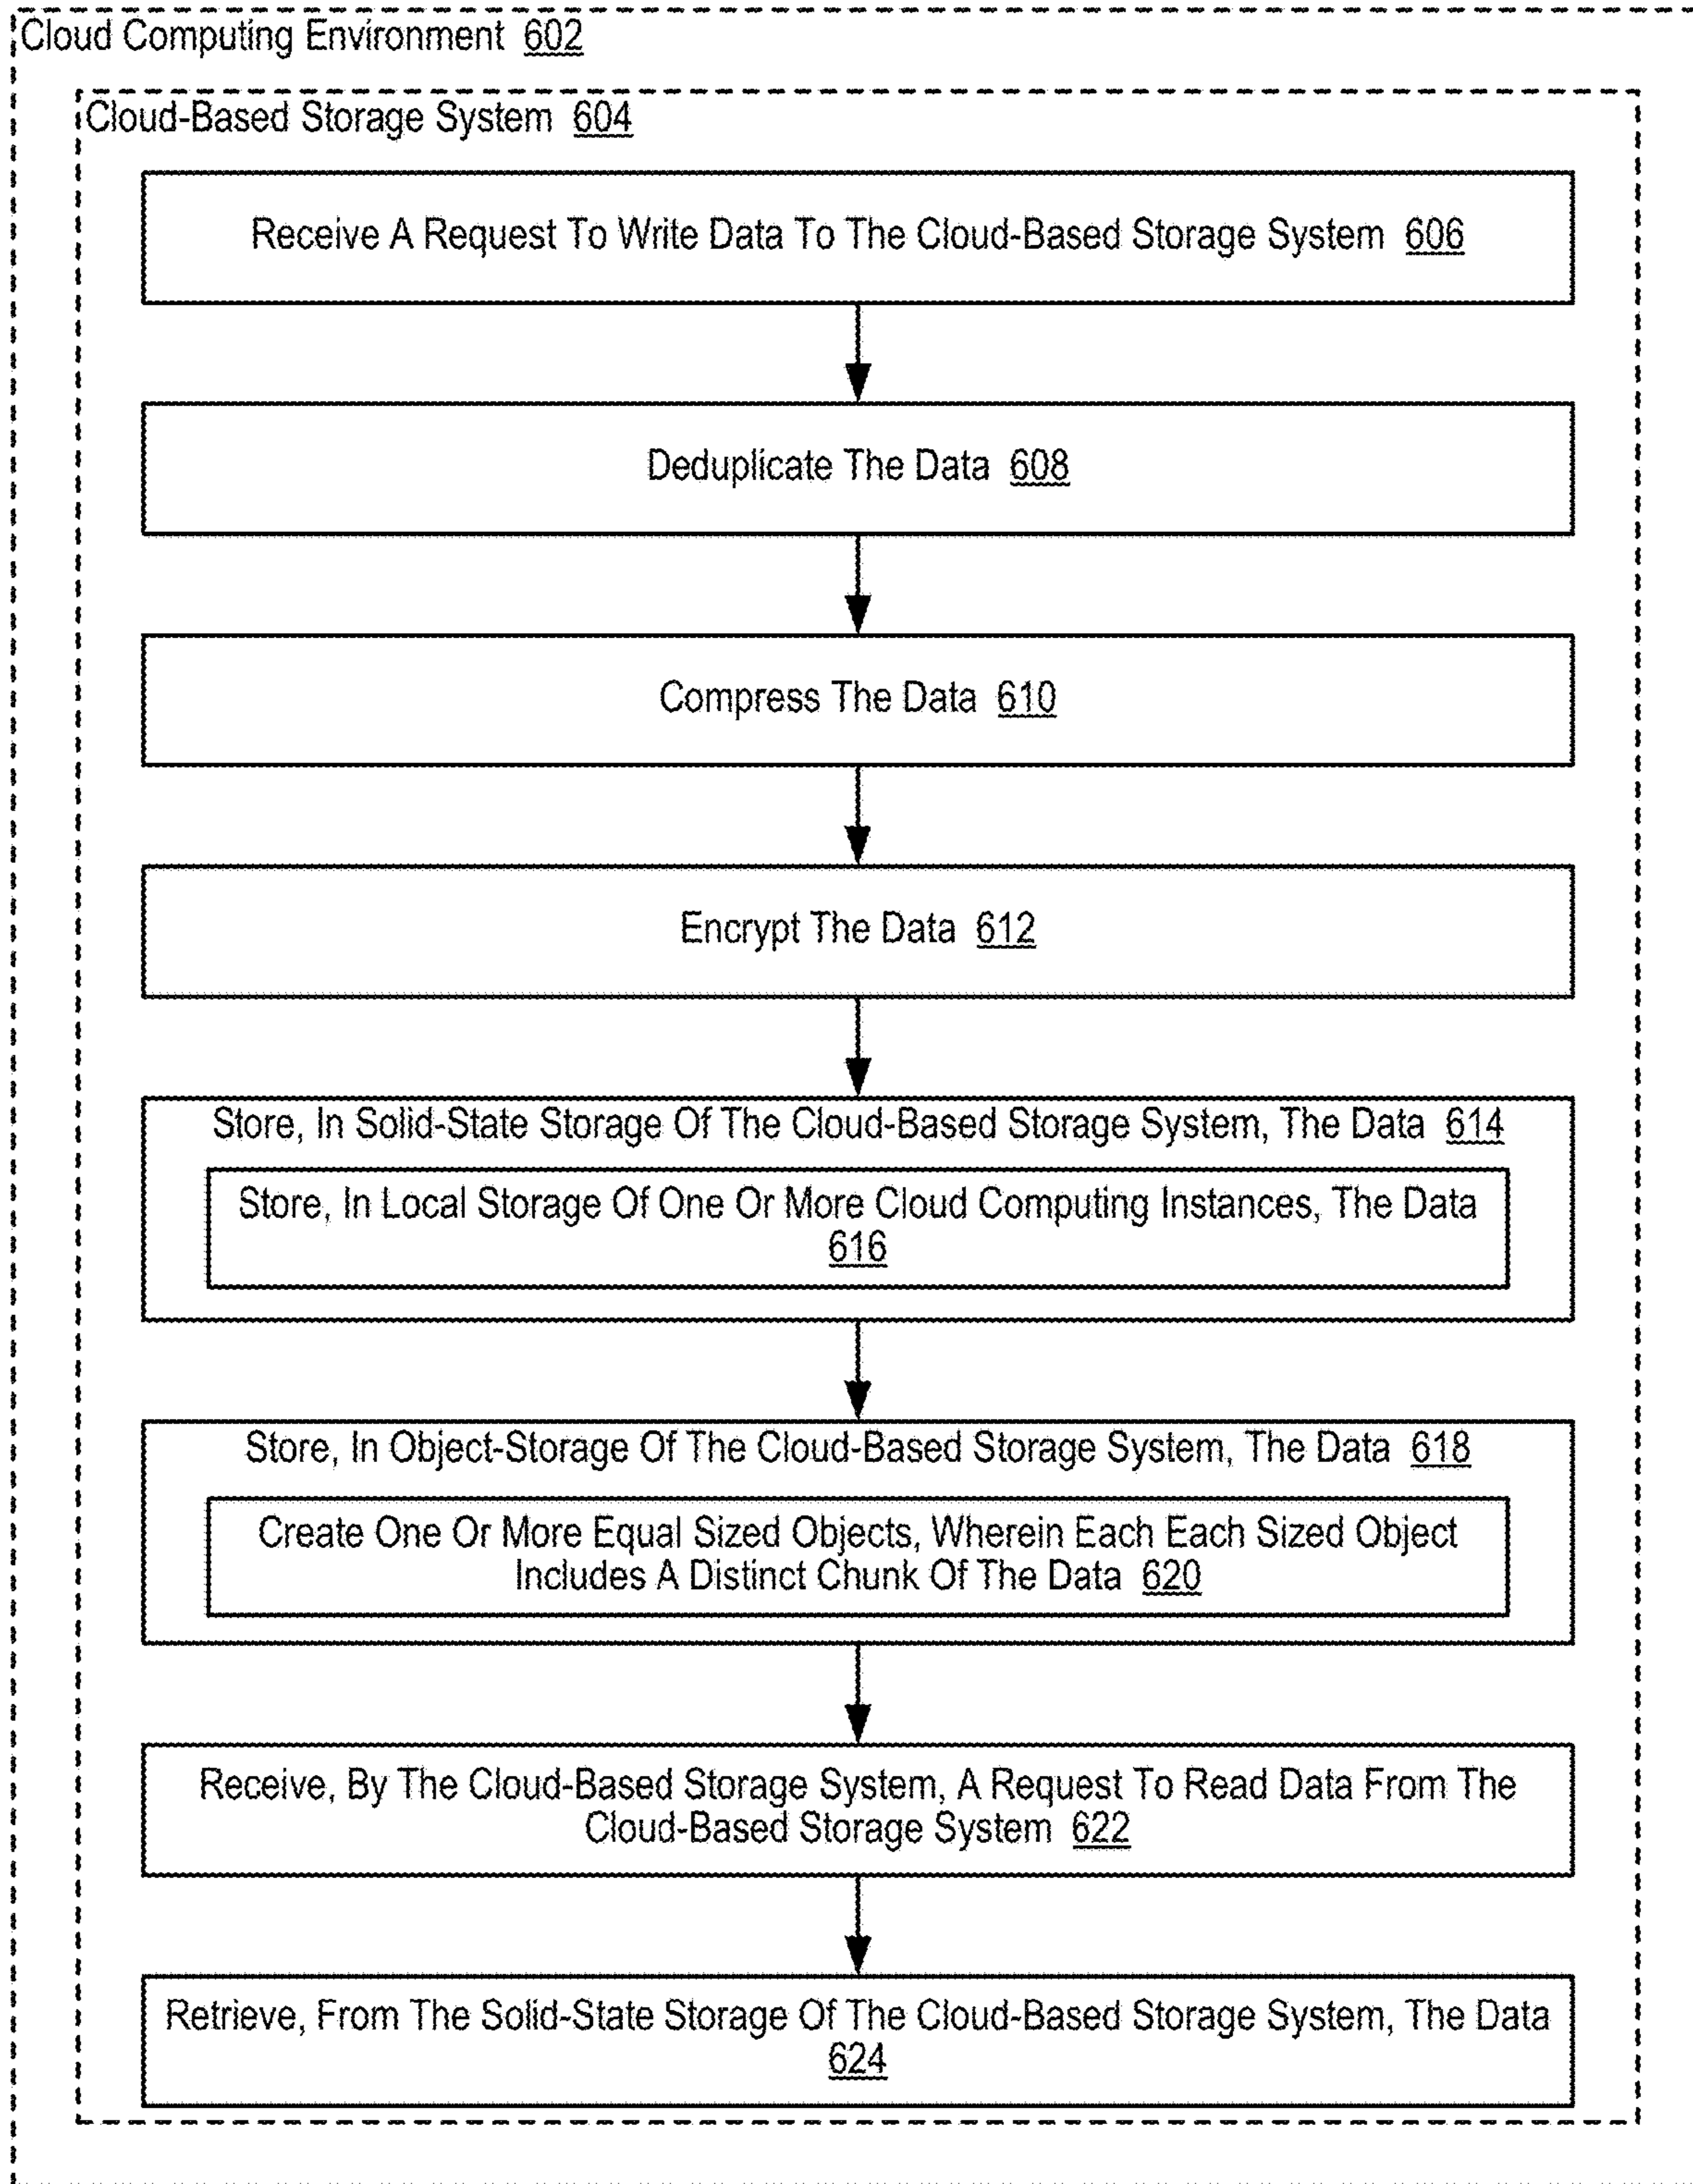 Cloud Computing Environment 602
Cloud-Based Storage System 604
Receive A Request To Write Data To The Cloud-Based Storage System 606
Deduplicate The Data 608
Compress The Data 610
Encrypt The Data 612
Store, In Solid-State Storage Of The Cloud-Based Storage System, The Data 614
Store, In Local Storage Of One Or More Cloud Computing Instances, The Data
616
Store, In Object-Storage Of The Cloud-Based Storage System, The Data 618
Create One Or More Equal Sized Objects, Wherein Each Each Sized Object
Includes A Distinct Chunk Of The Data 620
Receive, By The Cloud-Based Storage System, A Request To Read Data From The
Cloud-Based Storage System 622
Retrieve, From The Solid-State Storage Of The Cloud-Based Storage System, The Data
624